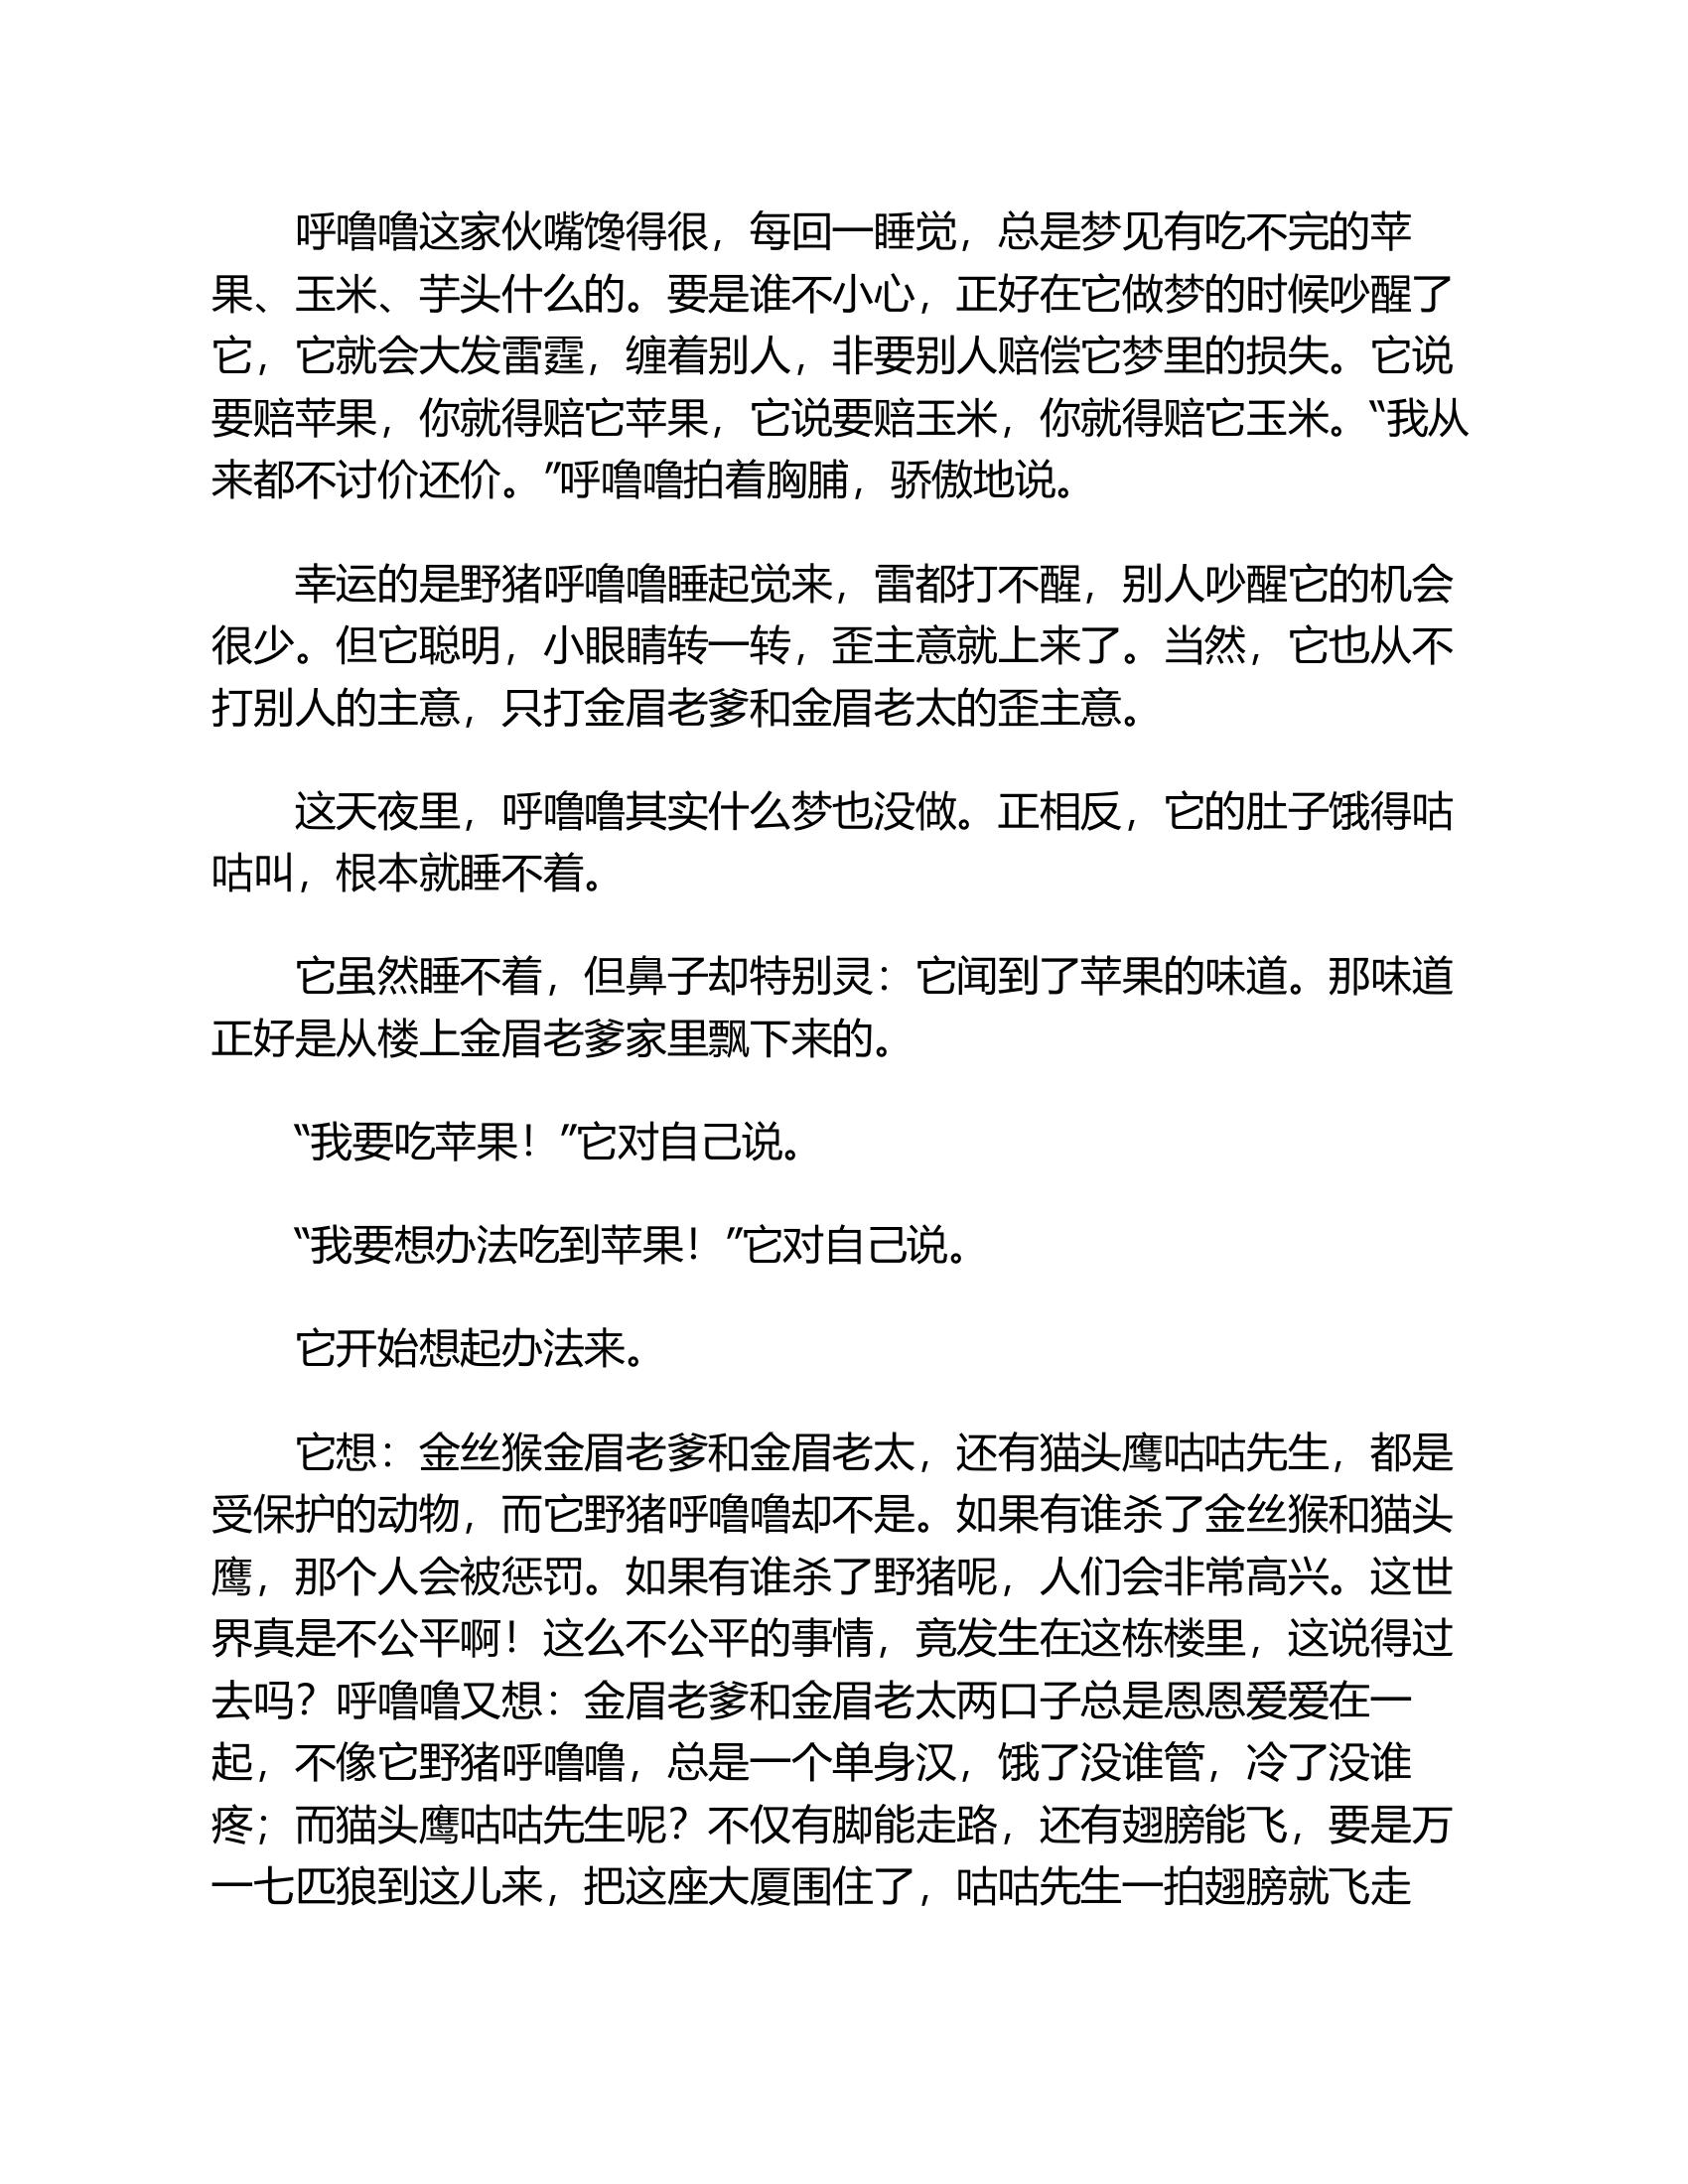 呼噜噜这家伙嘴馋得很，每回一睡觉，总是梦见有吃不完的苹
果、玉米、芋头什么的。要是谁不小心，正好在它做梦的时候吵醒了
它，它就会大发雷霆，缠着别人，非要别人赔偿它梦里的损失。它说
要赔苹果，你就得赔它苹果，它说要赔玉米，你就得赔它玉米。“我从
来都不讨价还价。”呼噜噜拍着胸脯，骄傲地说。
幸运的是野猪呼噜噜睡起觉来，雷都打不醒，别人吵醒它的机会
很少。但它聪明，小眼睛转一转，歪主意就上来了。当然，它也从不
打别人的主意，只打金眉老爹和金眉老太的歪主意。
这天夜里，呼噜噜其实什么梦也没做。正相反，它的肚子饿得咕
咕叫，根本就睡不着。
它虽然睡不着，但鼻子却特别灵：它闻到了苹果的味道。那味道
正好是从楼上金眉老爹家里飘下来的。
“我要吃苹果！”它对自己说。
“我要想办法吃到苹果！”它对自己说。
它开始想起办法来。
它想：金丝猴金眉老爹和金眉老太，还有猫头鹰咕咕先生，都是
受保护的动物，而它野猪呼噜噜却不是。如果有谁杀了金丝猴和猫头
鹰，那个人会被惩罚。如果有谁杀了野猪呢，人们会非常高兴。这世
界真是不公平啊！这么不公平的事情，竟发生在这栋楼里，这说得过
去吗？呼噜噜又想：金眉老爹和金眉老太两口子总是恩恩爱爱在一
起，不像它野猪呼噜噜，总是一个单身汉，饿了没谁管，冷了没谁
疼；而猫头鹰咕咕先生呢？不仅有脚能走路，还有翅膀能飞，要是万
一七匹狼到这儿来，把这座大厦围住了，咕咕先生一拍翅膀就飞走